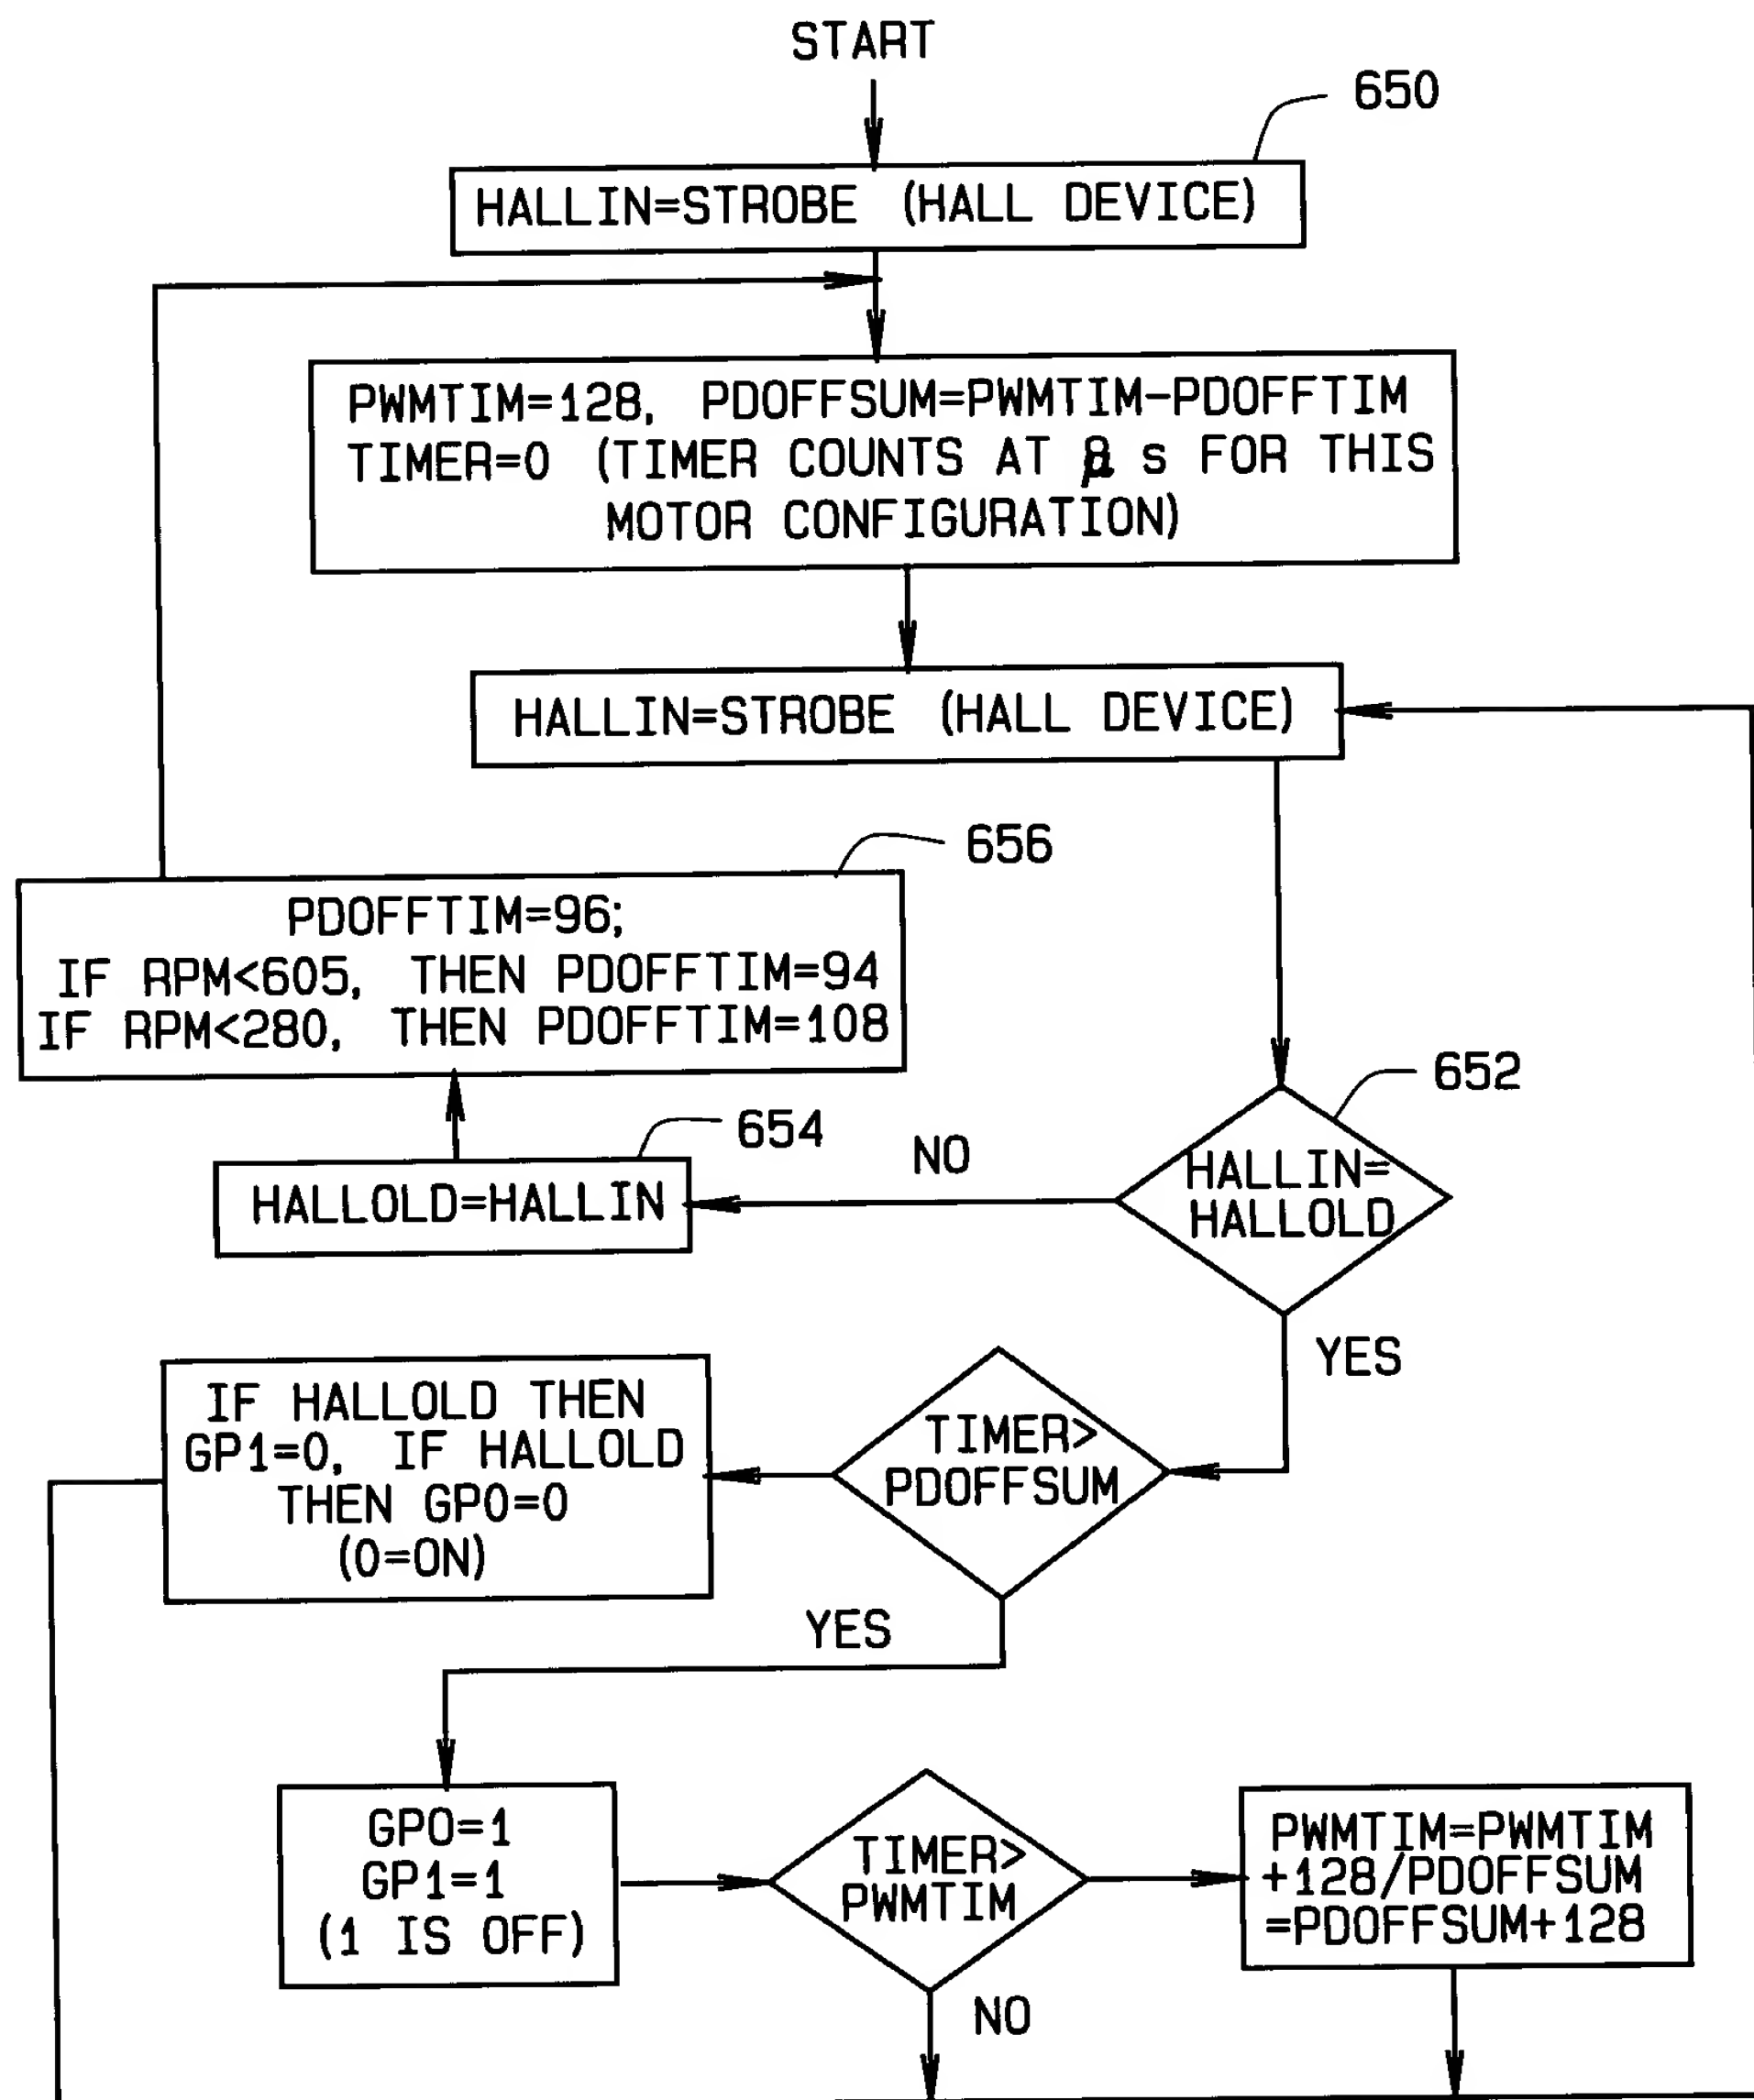 START
650
HALLIN=STROBE (HALL DEVICE)
PWMTIM=128, PDOFFSUM=PWMTIM-PDOFFTIM
TIMER=0 (TIMER COUNTS AT s FOR THIS
MOTOR CONFIGURATION)
HALLIN=STROBE (HALL DEVICE)
656
PDOFFTIM=96;
IF RPM<605, THEN PDOFFTIM=94
IF RPM<280, THEN PDOFFTIM=108
652
654
NO
HALLIN=
HALLOLD
HALLOLD=HALLIN
YES
IF HALLOLD THEN
GP1=0, IF HALLOLD
THEN GP0=0
(0=ON)
TIMER>
PDOFFSUM
YES
GP0=1
GP1=1
(1 IS OFF)
TIMER>
PWMTIM
PWMTIM=PWMTIM
+128/PDOFFSUM
=PDOFFSUM+128
NO